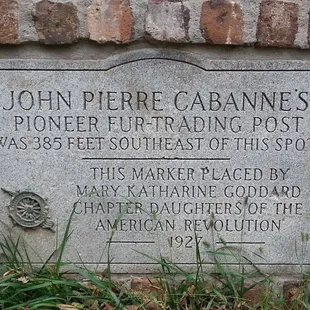 JOHN PIERRE CABANNE'S
PIONEER FUR-TRADING POST
WAS 385 FEET SOUTHEAST OF THIS SPOT
THIS MARKER PLACED BY
MARY KATHARINE GODDARD
CHAPTER DAUGHTERS OF THE
AMERICAN REVOLUTION
1927